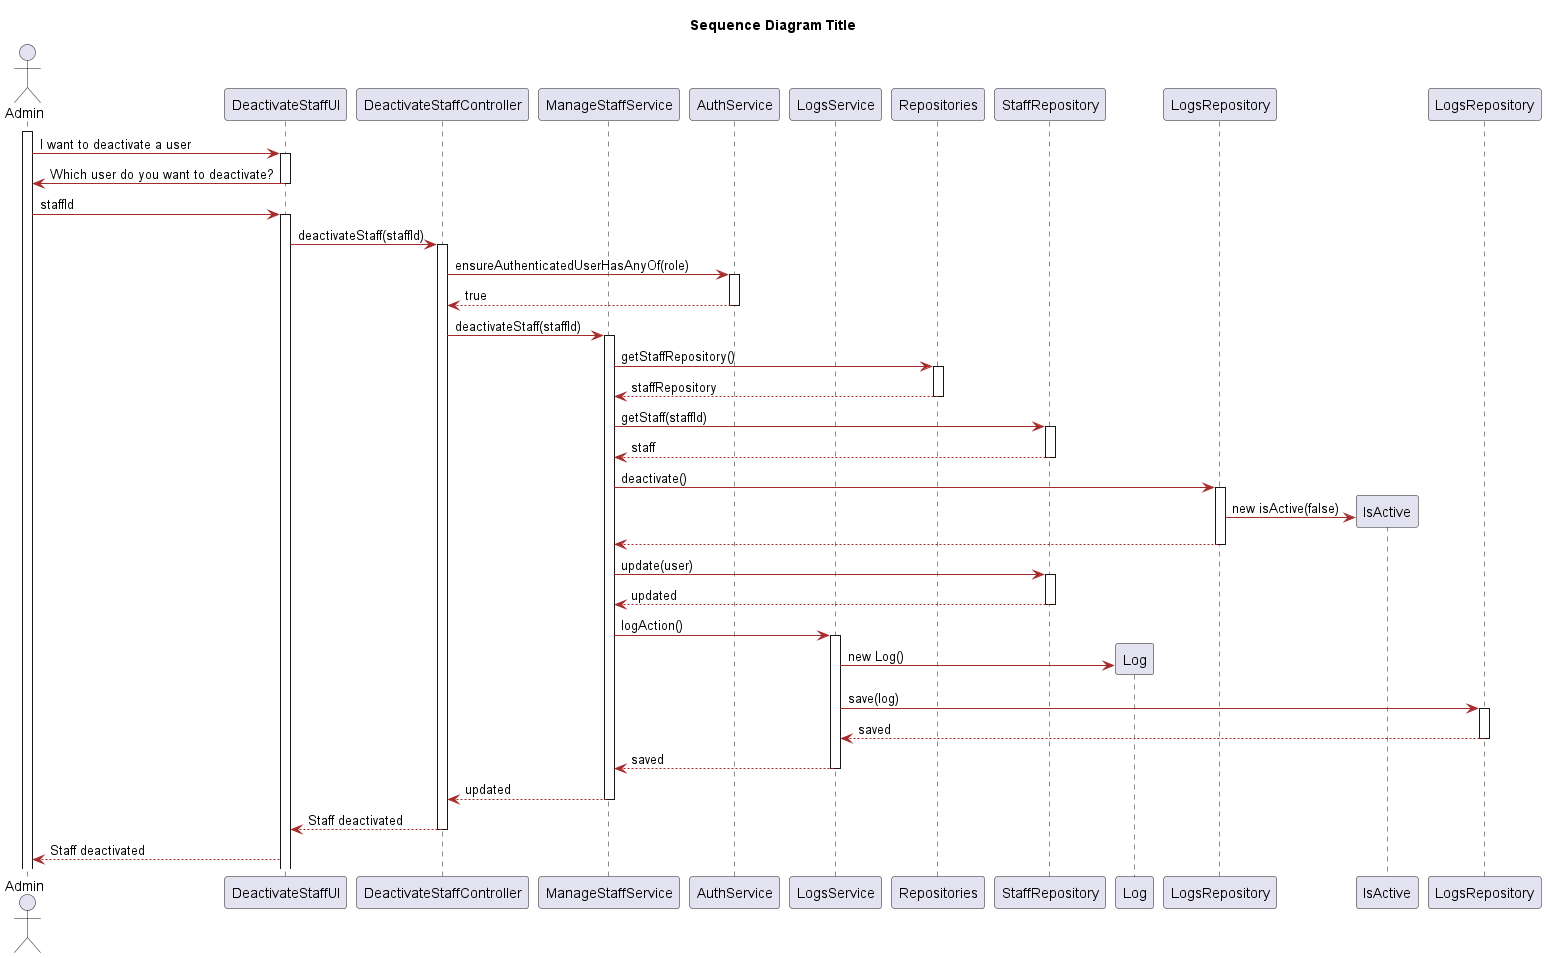 Sequence Diagram Title
Admin
DeactivateStaffUI
DeactivateStaffController
ManageStaffService
AuthService
LogsService
Repositories
StaffRepository
LogsRepository
LogsRepository
I want to deactivate a user
Which user do you want to deactivate?
staffId
deactivateStaff(staffId)
ensureAuthenticatedUserHasAnyOf(role)
true
deactivateStaff(staffId)
getStaffRepository()
staffRepository
getStaff(staffId)
staff
deactivate()
new isActive(false)
IsActive
update(user)
updated
logAction()
new Log()
Log
save(log)
saved
saved
updated
Staff deactivated
Staff deactivated
Admin
DeactivateStaffUI
DeactivateStaffController
ManageStaffService
AuthService
LogsService
Repositories
StaffRepository
Log
LogsRepository
IsActive
LogsRepository